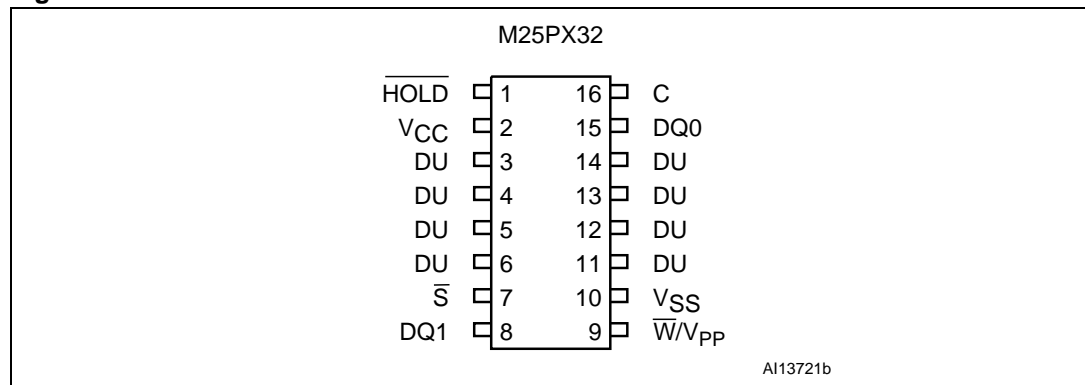 M25PX32
HOLD 1 16 C
VCC 2 15 DQ0
DU 3 14 DU
DU 4 13 DU
DU 5 12 DU
DU 6 11 DU
S 7 10 VSS
DQ1 8 9 W/VPP
AI13721b